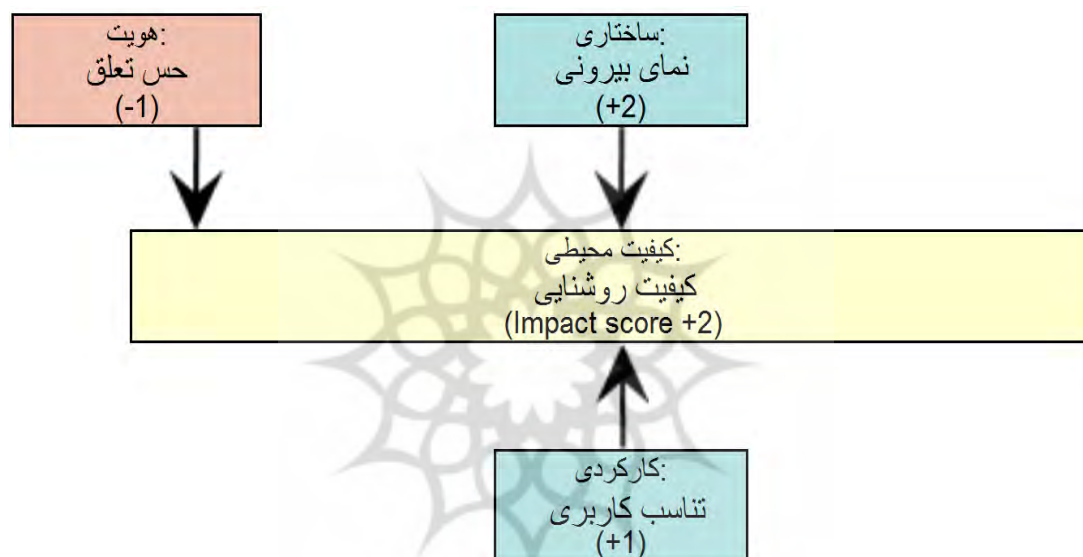 هویت:
حس تعلق
(-1)
ساختاری:
نمای بیرونی
(+2)
کیفیت محیطی:
کیفیت روشنایی
(Impact score +2)
کارکردی:
تناسب کاربری
(+1)